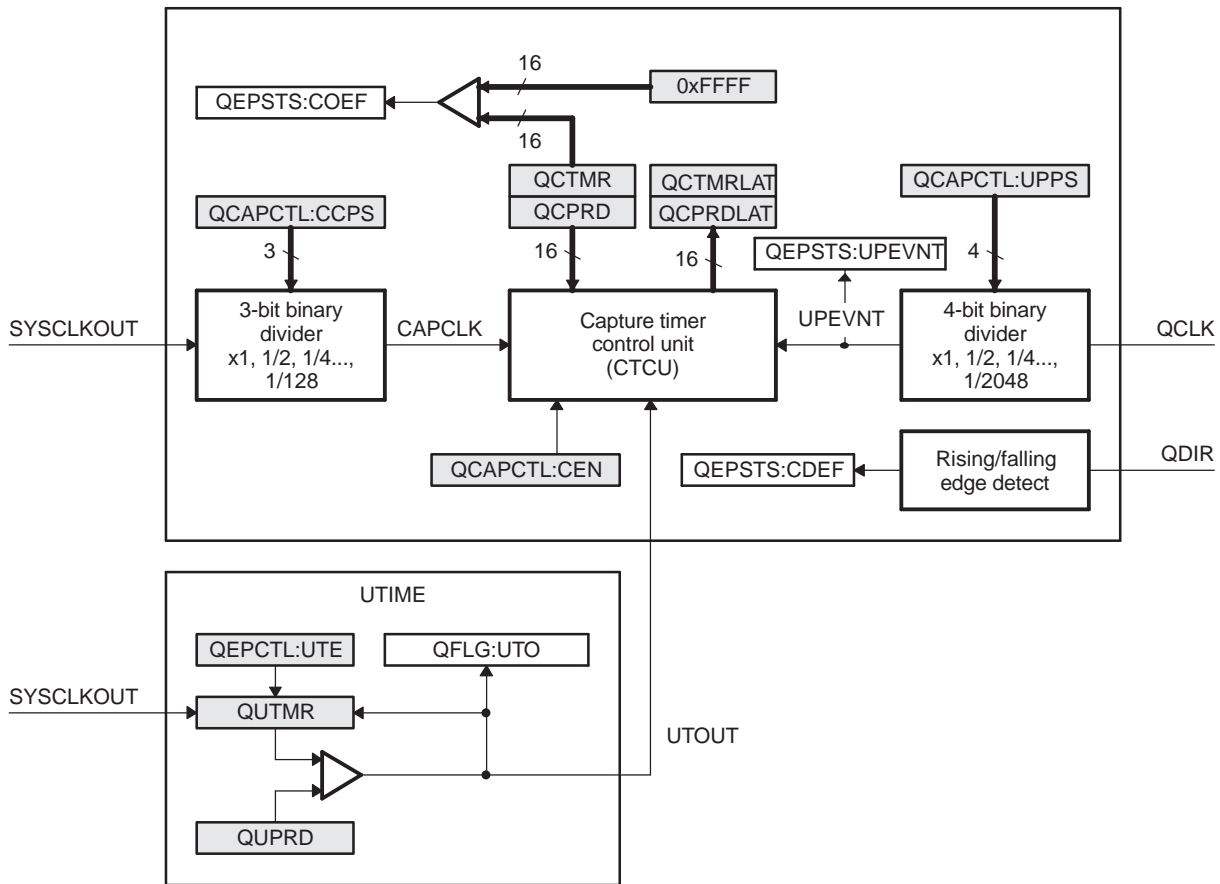 16
0xFFFF
QEPSTS:COEF
16
QCTMR
QCPRD
QCTMRLAT
QCPRDLAT
QCAPCTL:UPPS
QCAPCTL:CCPS
3
16
16
QEPSTS:UPEVNT
4
SYSCLKOUT
3-bit binary
divider
x1, 1/2, 1/4...,
1/128
CAPCLK
Capture timer
control unit
(CTCU)
UPEVNT
4-bit binary
divider
x1, 1/2, 1/4...,
1/2048
QCLK
QCAPCTL:CEN
QEPSTS:CDEF
Rising/falling
edge detect
QDIR
UTIME
QEPCTL:UTE
QFLG:UTO
SYSCLKOUT
QUTMR
UTOUT
QUPRD